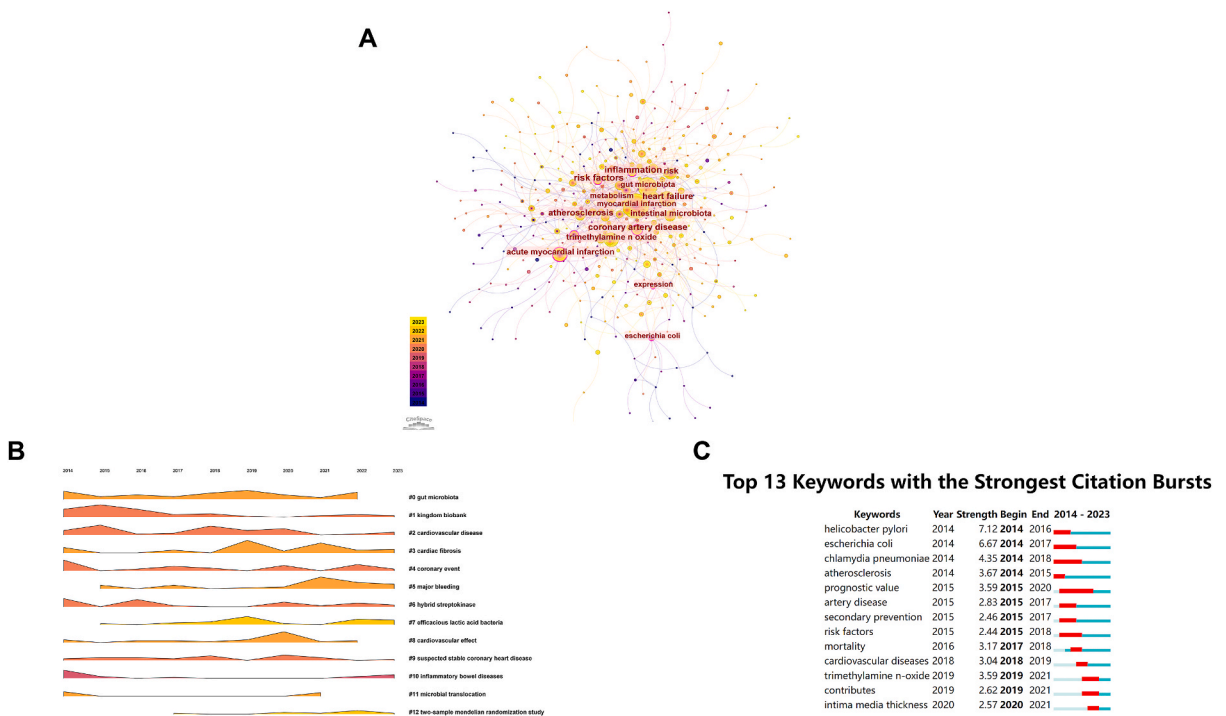 A
inflammation
risk
risk factors
gut microbiota
metabolism
heart failure
myocardial infarction
atherosclerosis
intestinal microbiota
coronary artery disease
trimethylamine n oxide
acute myocardial infarction
expression
escherichia coli
2023
2022
2021
2020
2019
2018
2017
CiteSpace
B
2014 2015 2016 2017 2018 2019 2020 2021 2022 2023
#0 gut microbiota
#1 kingdom biobank
#2 cardiovascular disease
#3 cardiac fibrosis
#4 coronary event
#5 major bleeding
#6 hybrid streptokinase
#7 efficacious lactic acid bacteria
#8 cardiovascular effect
#9 suspected stable coronary heart disease
#10 inflammatory bowel diseases
#11 microbial translocation
#12 two-sample mendelian randomization study
C
Top 13 Keywords with the Strongest Citation Bursts
Keywords Year Strength Begin End 2014 - 2023
helicobacter pylori 2014 7.12 2014 2016
escherichia coli 2014 6.67 2014 2017
chlamydia pneumoniae 2014 4.35 2014 2018
atherosclerosis 2014 3.67 2014 2015
prognostic value 2015 3.59 2015 2020
artery disease 2015 2.83 2015 2017
secondary prevention 2015 2.46 2015 2017
risk factors 2015 2.44 2015 2018
mortality 2016 3.17 2017 2018
cardiovascular diseases 2018 3.04 2018 2019
trimethylamine n-oxide 2019 3.59 2019 2021
contributes 2019 2.62 2019 2021
intima media thickness 2020 2.57 2020 2021